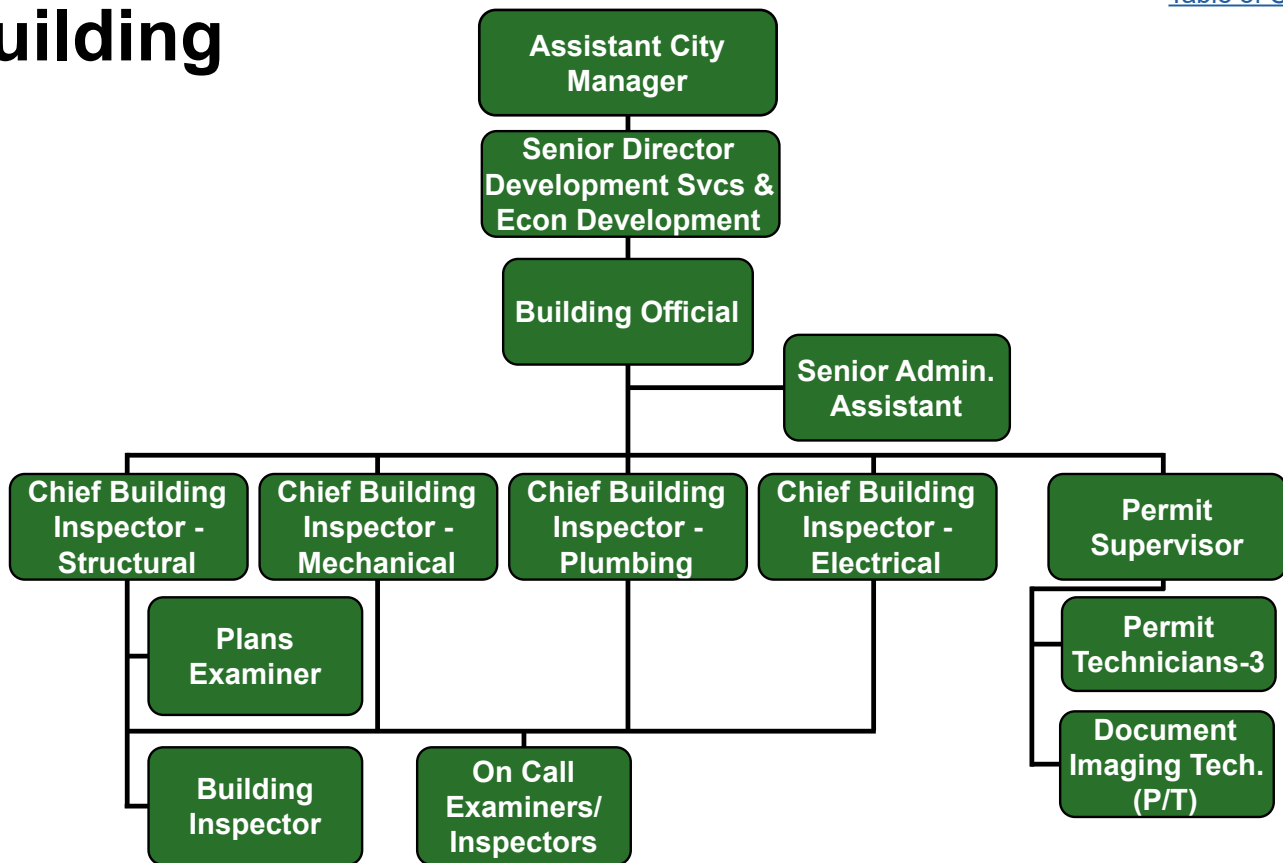 uilding
Table of C
Assistant City
Manager
Senior Director
Development Svcs &
Econ Development
Building Official
Senior Admin.
Assistant
Chief Building
Inspector -
Structural
Chief Building
Inspector -
Mechanical
Chief Building
Inspector -
Plumbing
Chief Building
Inspector -
Electrical
Permit
Supervisor
Plans
Examiner
Permit
Technicians-3
Building
Inspector
On Call
Examiners/
Inspectors
Document
Imaging Tech.
(P/T)